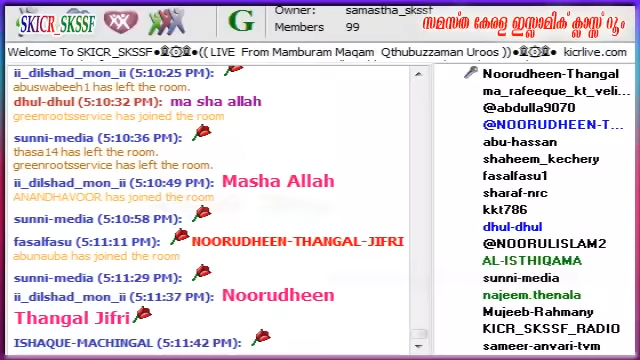 SKICR_SKSSF
G
Owner: samastha_skssf
Members 99
സമസ്ത കേരള ഇസ്ലാമിക് ക്ലാസ്സ് റൂം
Welcome To SKICR_SKSSF●۩۞۩●(( LIVE From Mamburam Maqam Qthubuzzaman Uroos ))●۩۞۩● kicrlive.com
ii_dilshad_mon_ii (5:10:25 PM):
abuswabeeh1 has left the room.
dhul-dhul (5:10:32 PM): ma sha allah
greenrootsservice has joined the room
sunni-media (5:10:36 PM):
thasa14 has left the room.
greenrootsservice has left the room.
ii_dilshad_mon_ii (5:10:49 PM): Masha Allah
ANANDHAVOOR has joined the room
sunni-media (5:10:58 PM):
fasalfasu (5:11:11 PM): NOORUDHEEN-THANGAL-JIFRI
abunauba has joined the room
sunni-media (5:11:29 PM):
ii_dilshad_mon_ii (5:11:37 PM): Noorudheen
Thangal Jifri
ISHAQUE-MACHINGAL (5:11:42 PM):
Noorudheen-Thangal
ma_rafeeque_kt_veli...
@abdulla9070
@NOORUDHEEN-T...
abu-hassan
shaheem_kechery
fasalfasu1
sharaf-nrc
kkt786
dhul-dhul
@NOORULISLAM2
AL-ISTHIQAMA
sunni-media
najeem.thenala
Mujeeb-Rahmany
KICR_SKSSF_RADIO
sameer-anvari-tvm